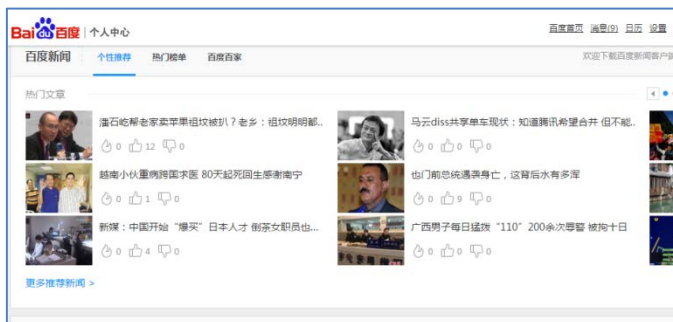 Bai百度 个人中心 百度首页 消息(9) 日历 设置
百度新闻 个性推荐 热门榜单 百度百家 欢迎下载百度新闻客户端
热门文章
潘石屹帮老家卖苹果祖坟被扒？老乡：祖坟明明都..
0 12 0
马云diss共享单车现状：知道腾讯希望合并 但不能..
0 0 0
越南小伙重病跨国求医 80天起死回生感谢南宁
0 1 0
也门前总统遇袭身亡，这背后水有多浑
0 9 0
新媒：中国开始“爆买”日本人才 倒茶女职员也...
0 4 0
广西男子每日猛拨“110”200余次辱警 被拘十日
0 0 0
更多推荐新闻 >